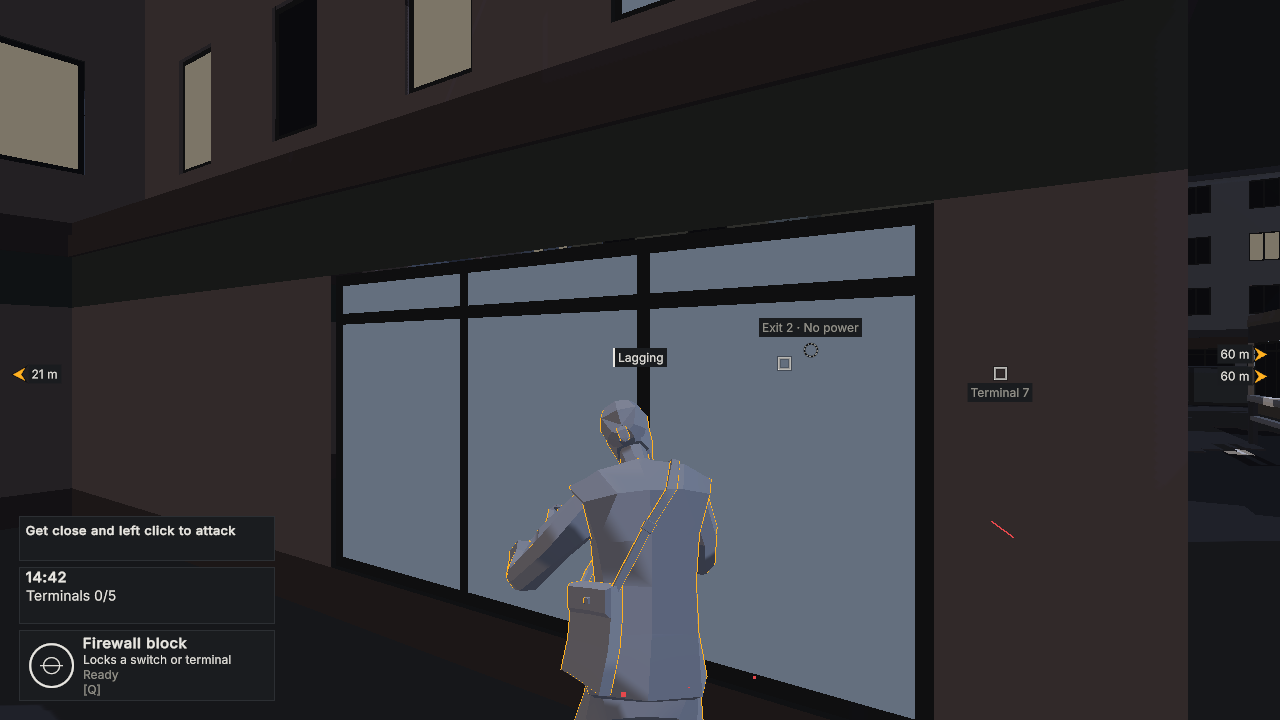 Exit 2 · No power
Lagging
21 m
60 m
60 m
Terminal 7
Get close and left click to attack
14:42
Terminals 0/5
Firewall block
Locks a switch or terminal
Ready
[Q]